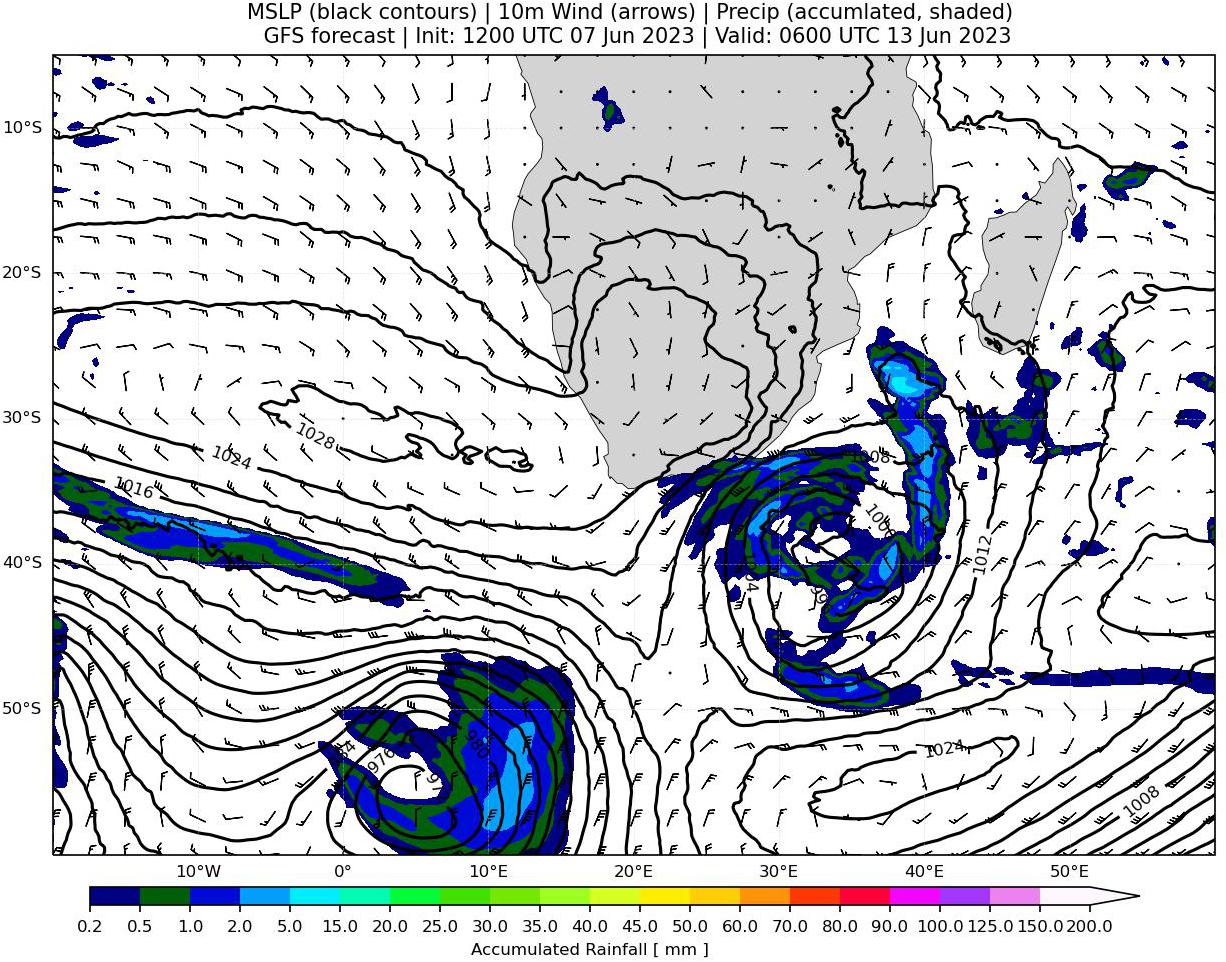 MSLP (black contours) | 10m Wind (arrows) | Precip (accumlated, shaded)
GFS forecast | Init: 1200 UTC 07 Jun 2023 | Valid: 0600 UTC 13 Jun 2023
10°S
20°S
30°S
1028
1024
1008
1016
1000
40°S
1012
1004
50°S
980
976
1024
1008
10°W 0° 10°E 20°E 30°E 40°E 50°E
0.2 0.5 1.0 2.0 5.0 10.0 15.0 20.0 25.0 30.0 35.0 40.0 45.0 50.0 60.0 70.0 80.0 90.0 100.0 125.0 150.0 200.0
Accumulated Rainfall [ mm ]